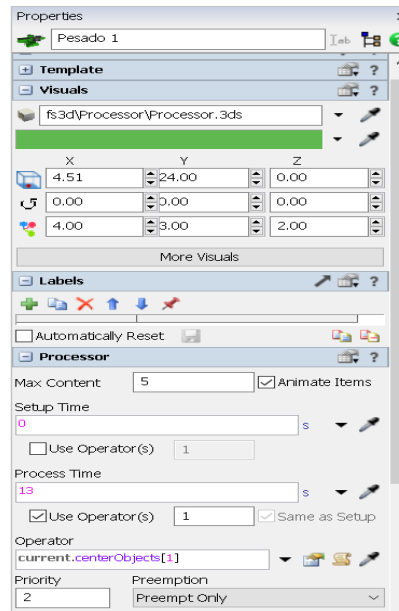 Properties
Pesado 1
Template ?
Visuals ?
fs3d\Processor\Processor.3ds
X Y Z
4.51 24.00 0.00
0.00 0.00 0.00
4.00 3.00 2.00
More Visuals
Labels ?
Automatically Reset
Processor ?
Max Content 5 Animate Items
Setup Time
0 s
Use Operator(s) 1
Process Time
13 s
Use Operator(s) 1 Same as Setup
Operator
current.centerObjects[1]
Priority Preemption
2 Preempt Only